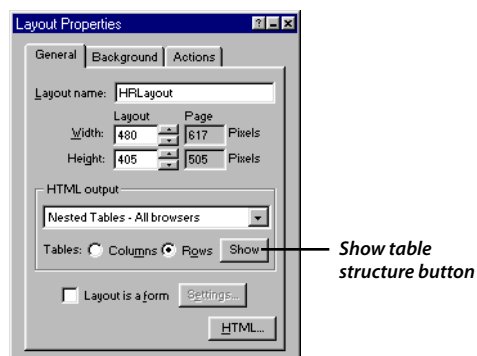 Layout Properties
General Background Actions
Layout name: HRLayout
Layout Page
Width: 480 617 Pixels
Height: 405 505 Pixels
HTML output
Nested Tables - All browsers
Tables: Columns Rows Show
Show table
structure button
Layout is a form Settings...
HTML...